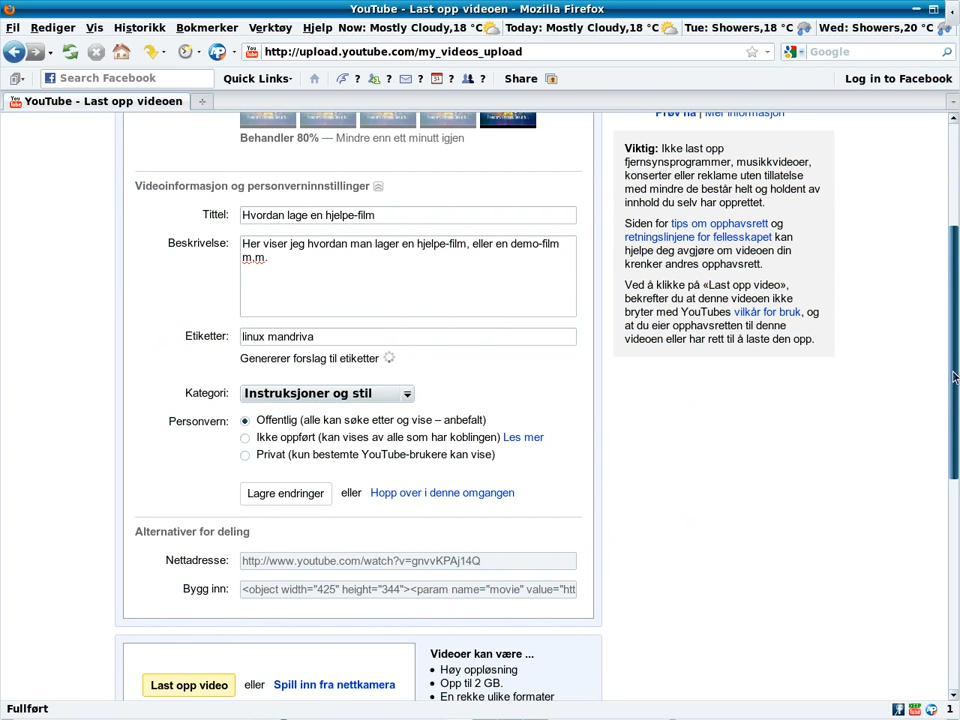 YouTube - Last opp videoen - Mozilla Firefox
Fil Rediger Vis Historikk Bokmerker Verktøy Hjelp Now: Mostly Cloudy,18 °C Today: Mostly Cloudy,18 °C Tue: Showers,18 °C Wed: Showers,20 °C
http://upload.youtube.com/my_videos_upload Google
Search Facebook Quick Links· ? ? ? ? ? Share Log in to Facebook
YouTube - Last opp videoen
Prøv nå | Mer informasjon
Behandler 80% — Mindre enn ett minutt igjen
Videoinformasjon og personverninnstillinger
Tittel: Hvordan lage en hjelpe-film
Beskrivelse: Her viser jeg hvordan man lager en hjelpe-film, eller en demo-film
m.m.
Etiketter: linux mandriva
Genererer forslag til etiketter
Kategori: Instruksjoner og stil
Personvern: Offentlig (alle kan søke etter og vise – anbefalt)
Ikke oppført (kan vises av alle som har koblingen) Les mer
Privat (kun bestemte YouTube-brukere kan vise)
Lagre endringer eller Hopp over i denne omgangen
Alternativer for deling
Nettadresse: http://www.youtube.com/watch?v=gnvvKPAj14Q
Bygg inn: <object width="425" height="344"><param name="movie" value="htt
Viktig: Ikke last opp
fjernsynsprogrammer, musikkvideoer,
konserter eller reklame uten tillatelse
med mindre de består helt og holdent av
innhold du selv har opprettet.
Siden for tips om opphavsrett og
retningslinjene for fellesskapet kan
hjelpe deg avgjøre om videoen din
krenker andres opphavsrett.
Ved å klikke på «Last opp video»,
bekrefter du at denne videoen ikke
bryter med YouTubes vilkår for bruk, og
at du eier opphavsretten til denne
videoen eller har rett til å laste den opp.
Last opp video eller Spill inn fra nettkamera
Videoer kan være ...
Høy oppløsning
Opp til 2 GB.
En rekke ulike formater
Fullført 1